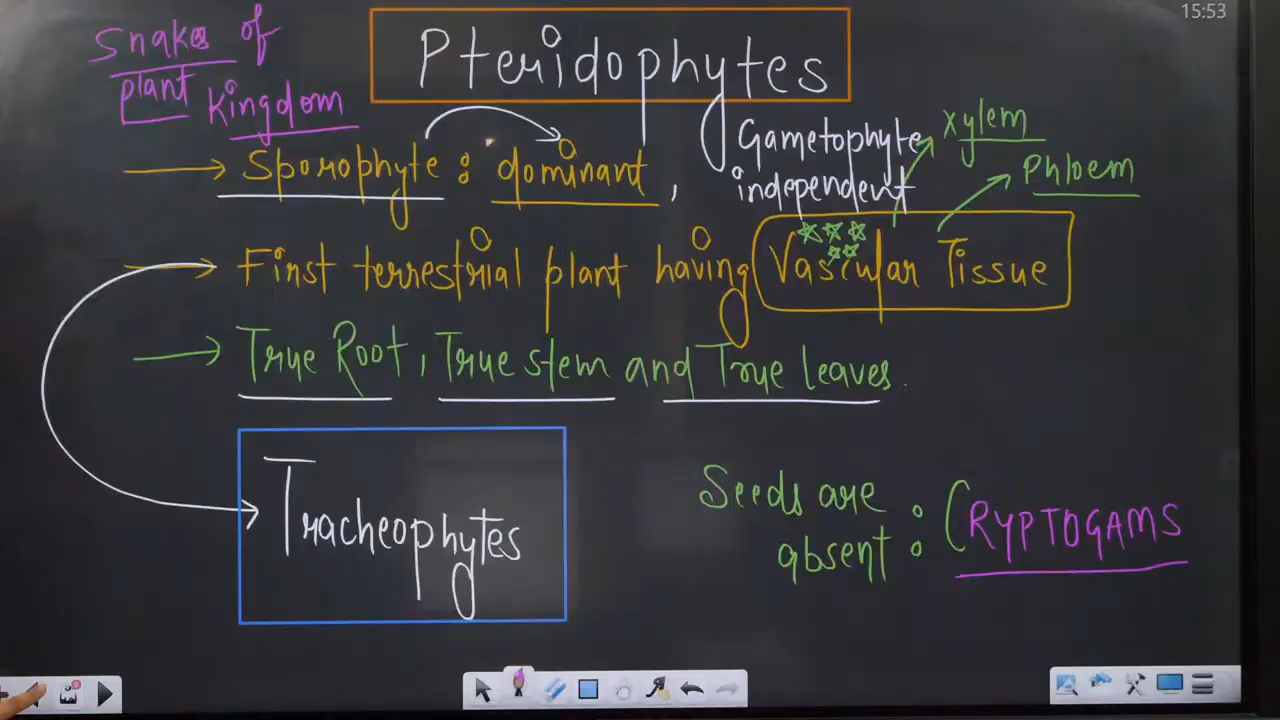 15:53
Snakes of
plant Kingdom
Pteridophytes
→ Sporophyte : dominant, Gametophyte
independent
Xylem
Phloem
→ First terrestrial plant having Vascular Tissue
→ True Root, True stem and True leaves.
Tracheophytes
Seeds are
absent : CRYPTOGAMS